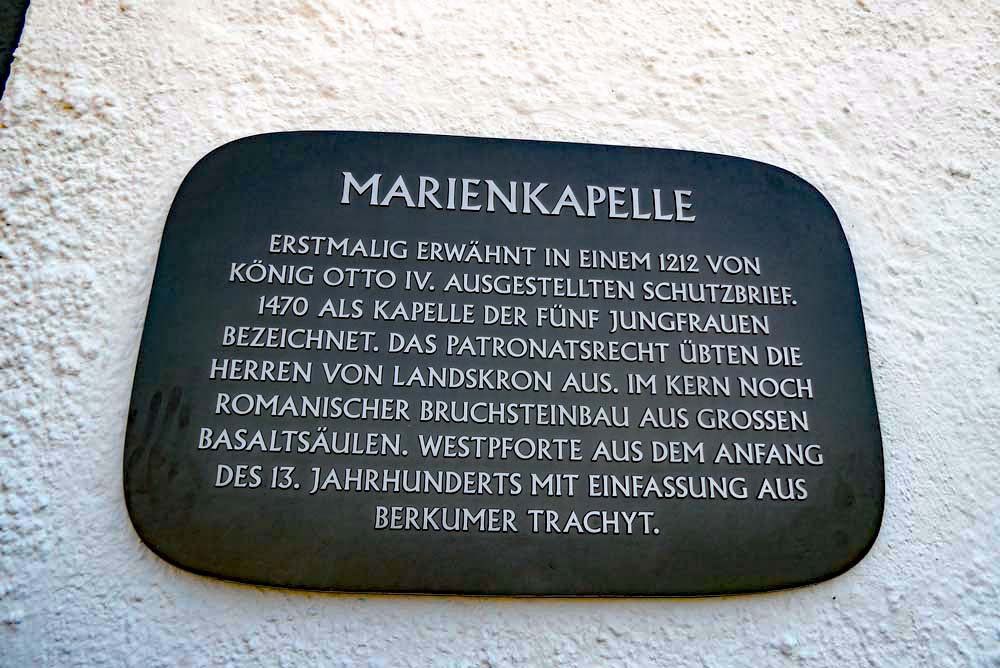 MARIENKAPELLE
ERSTMALIG ERWÄHNT IN EINEM 1212 VON
KÖNIG OTTO IV. AUSGESTELLTEN SCHUTZBRIEF.
1470 ALS KAPELLE DER FÜNF JUNGFRAUEN
BEZEICHNET. DAS PATRONATSRECHT ÜBTEN DIE
HERREN VON LANDSKRON AUS. IM KERN NOCH
ROMANISCHER BRUCHSTEINBAU AUS GROSSEN
BASALTSÄULEN. WESTPFORTE AUS DEM ANFANG
DES 13. JAHRHUNDERTS MIT EINFASSUNG AUS
BERKUMER TRACHYT.